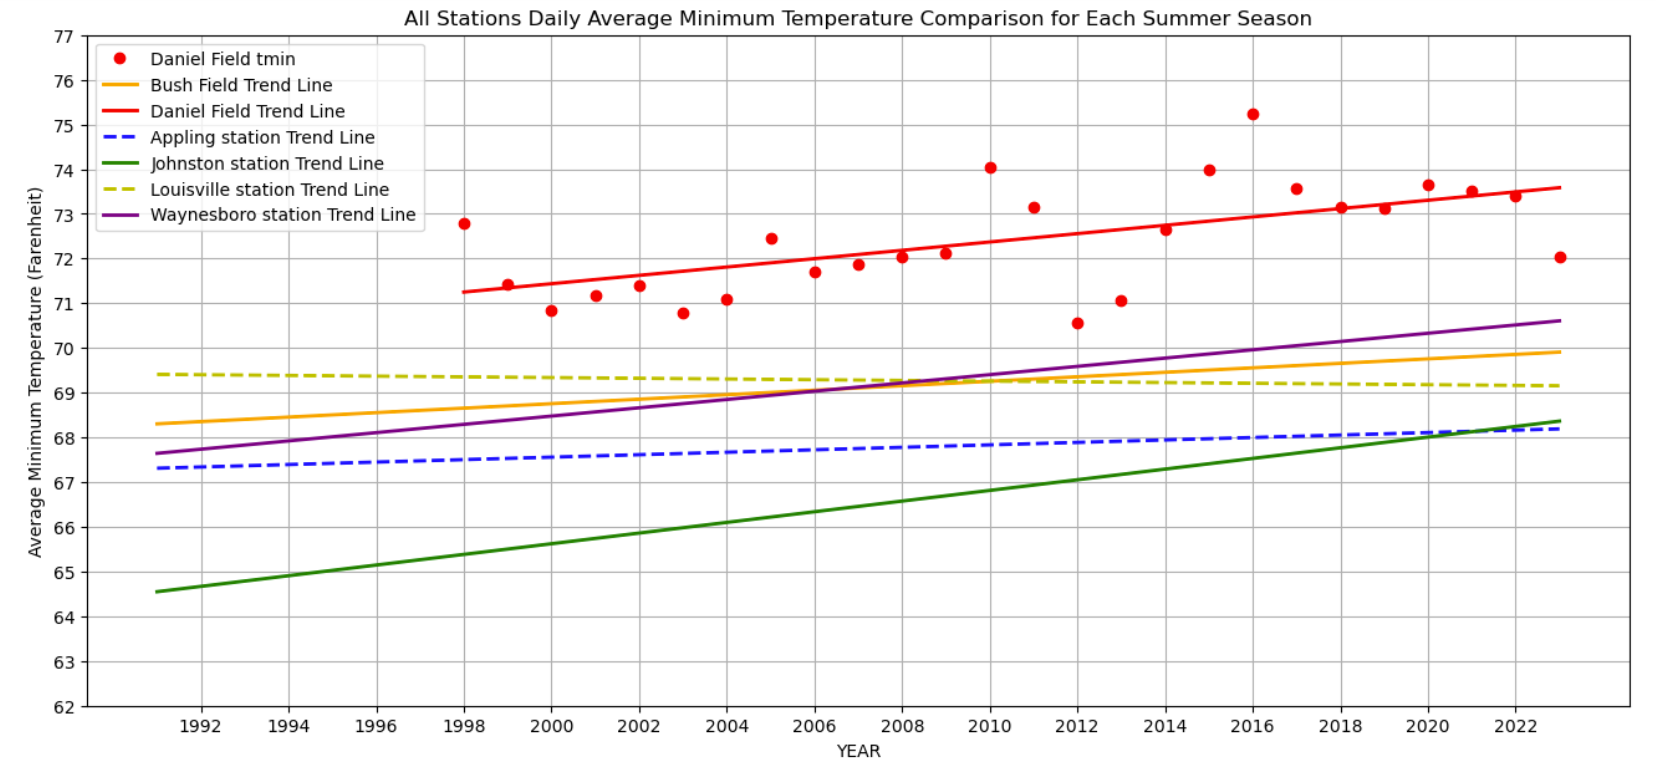 All Stations Daily Average Minimum Temperature Comparison for Each Summer Season
Daniel Field tmin
Bush Field Trend Line
Daniel Field Trend Line
Appling station Trend Line
Johnston station Trend Line
Louisville station Trend Line
Waynesboro station Trend Line
Average Minimum Temperature (Farenheit)
77
76
75
74
73
72
71
70
69
68
67
66
65
64
63
62
1992 1994 1996 1998 2000 2002 2004 2006 2008 2010 2012 2014 2016 2018 2020 2022
YEAR